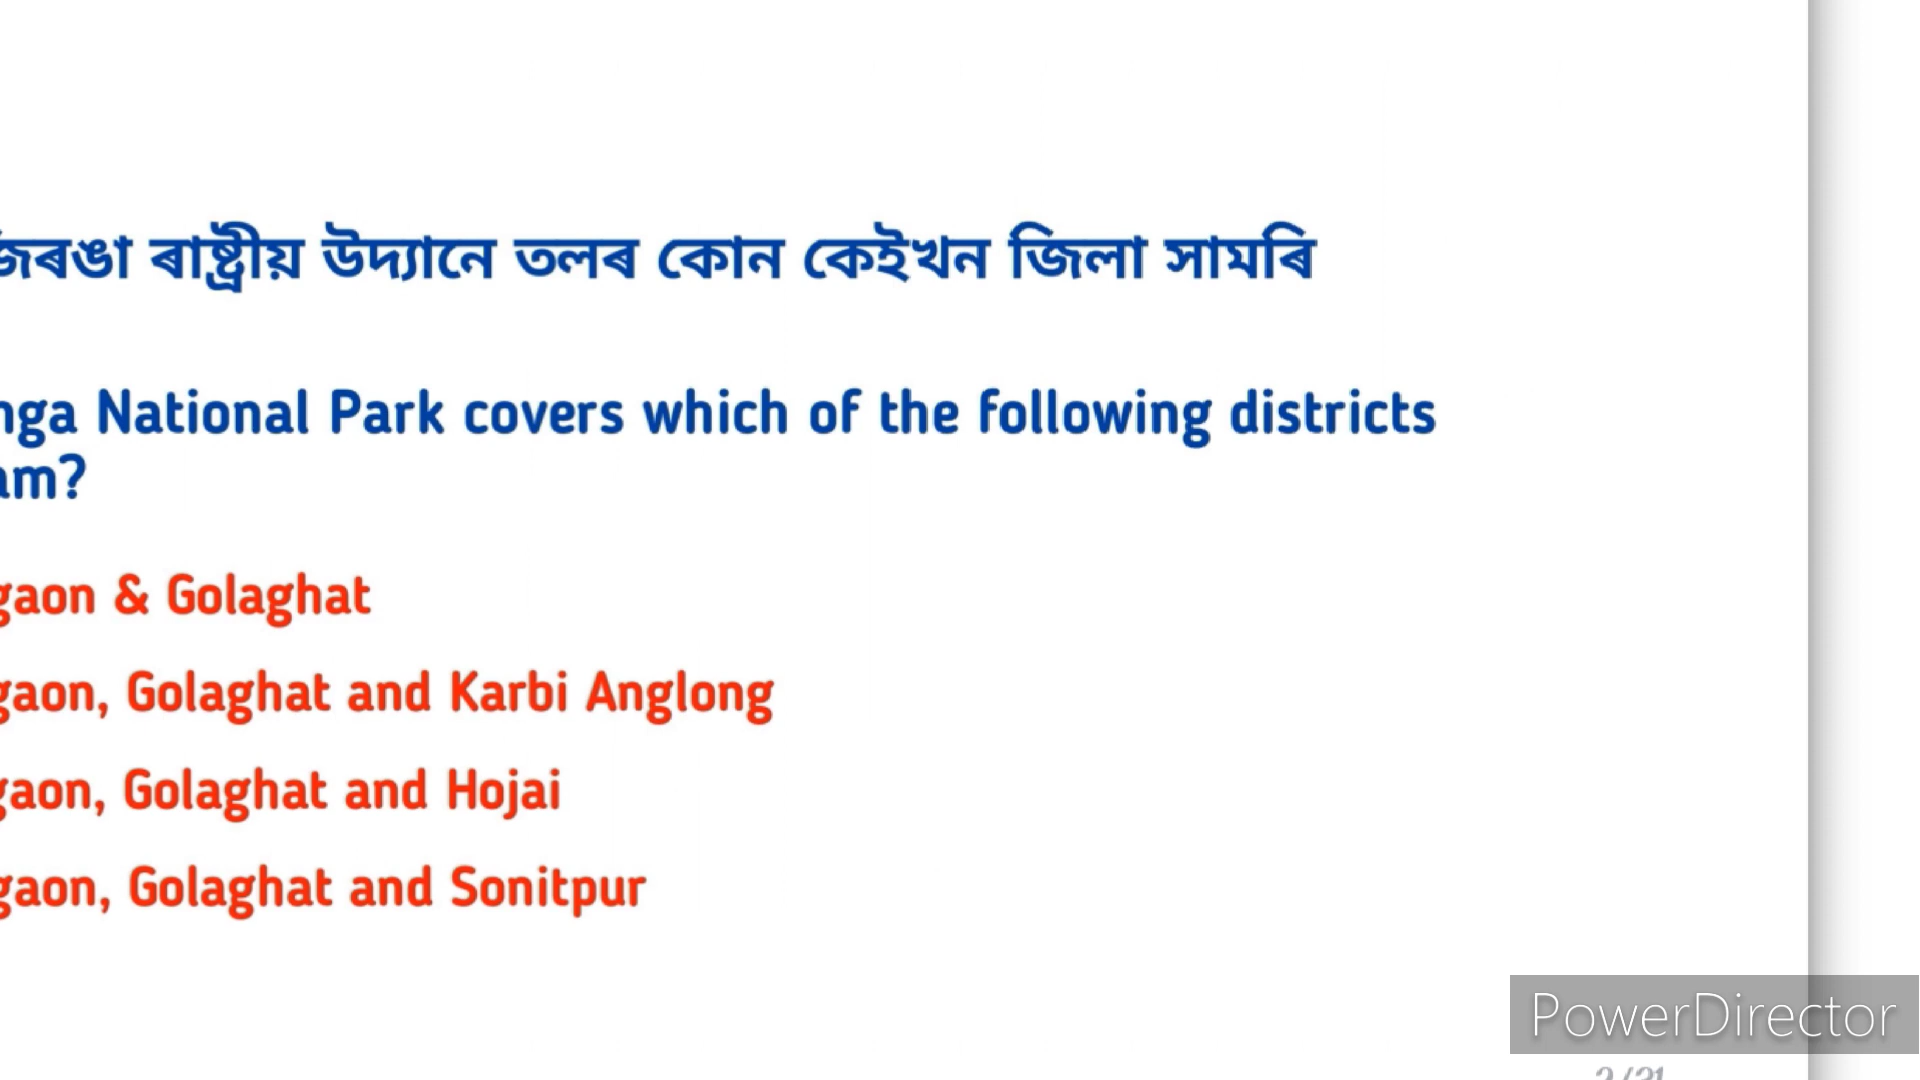 জিৰঙা ৰাষ্ট্ৰীয় উদ্যানে তলৰ কোন কেইখন জিলা সামৰি
nga National Park covers which of the following districts
am?
gaon & Golaghat
gaon, Golaghat and Karbi Anglong
gaon, Golaghat and Hojai
gaon, Golaghat and Sonitpur
PowerDirector